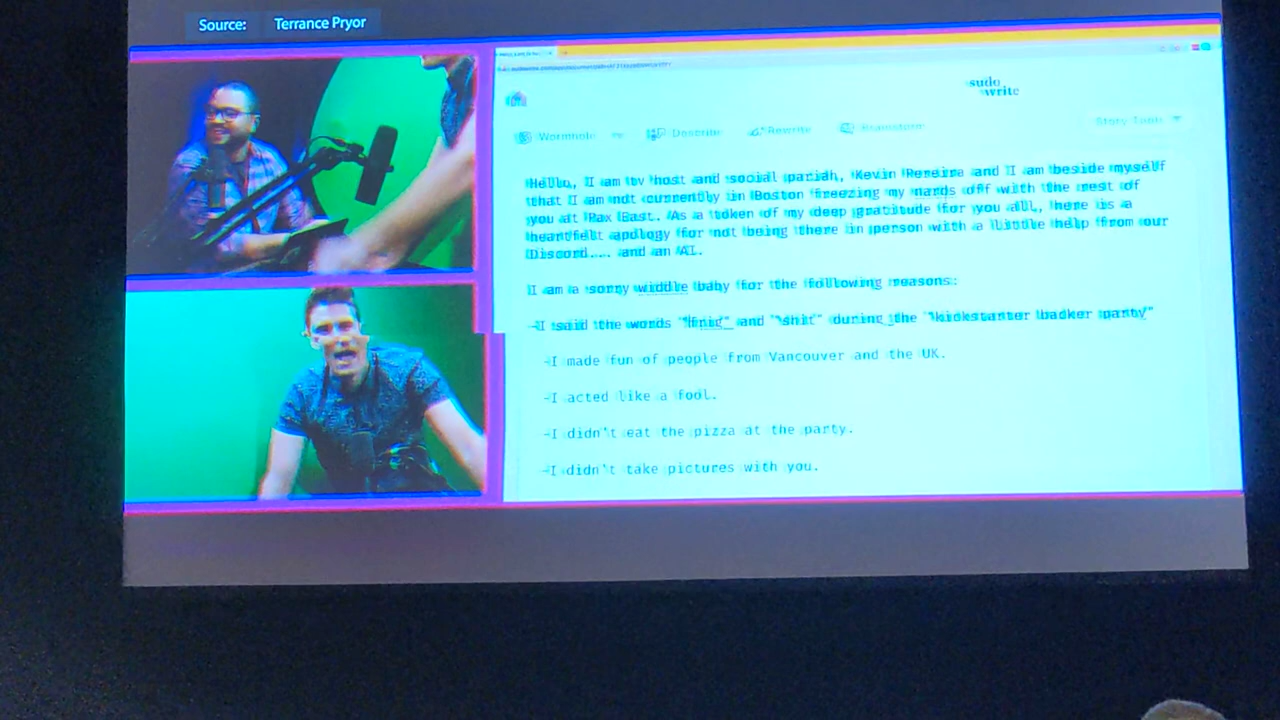 Source: Terrance Pryor
sudo
write
Wormhole Describe Rewrite Brainstorm Story Tools
Hello, I am tv host and social pariah, Kevin Pereira and I am beside myself
that I am not currently in Boston freezing my nards off with the rest of
you at Pax East. As a token of my deep gratitude for you all, here is a
heartfelt apology for not being there in person with a little help from our
Discord.... and an AI.
I am a sorry widdle baby for the following reasons:
-I said the words "frig" and "shit" during the "kickstarter backer party"
-I made fun of people from Vancouver and the UK.
-I acted like a fool.
-I didn't eat the pizza at the party.
-I didn't take pictures with you.